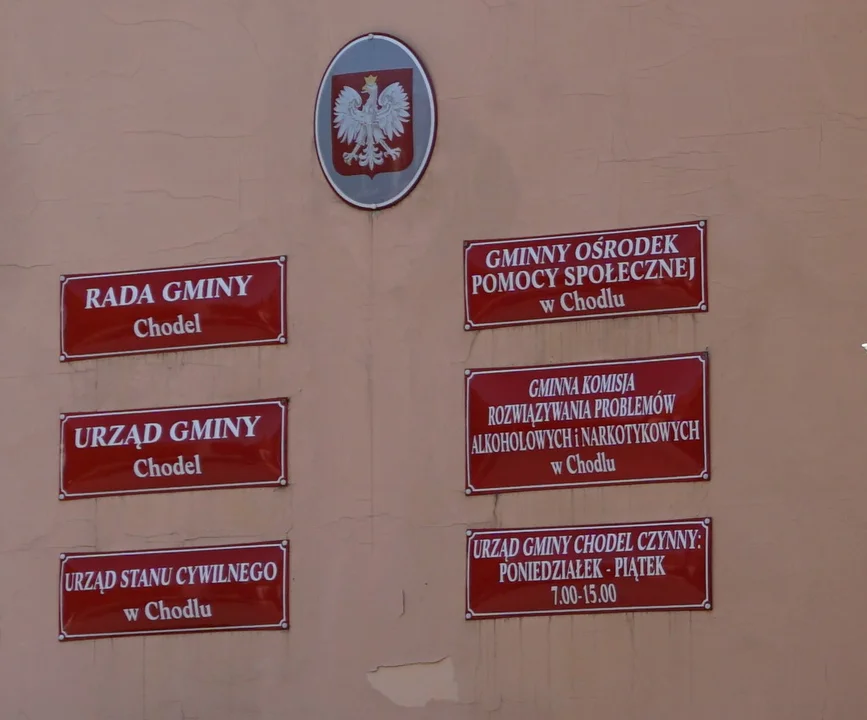 RADA GMINY
Chodel
URZĄD GMINY
Chodel
URZĄD STANU CYWILNEGO
w Chodlu
GMINNY OŚRODEK
POMOCY SPOŁECZNEJ
w Chodlu
GMINNA KOMISJA
ROZWIĄZYWANIA PROBLEMÓW
ALKOHOLOWYCH i NARKOTYKOWYCH
w Chodlu
URZĄD GMINY CHODEL CZYNNY:
PONIEDZIAŁEK - PIĄTEK
7.00-15.00